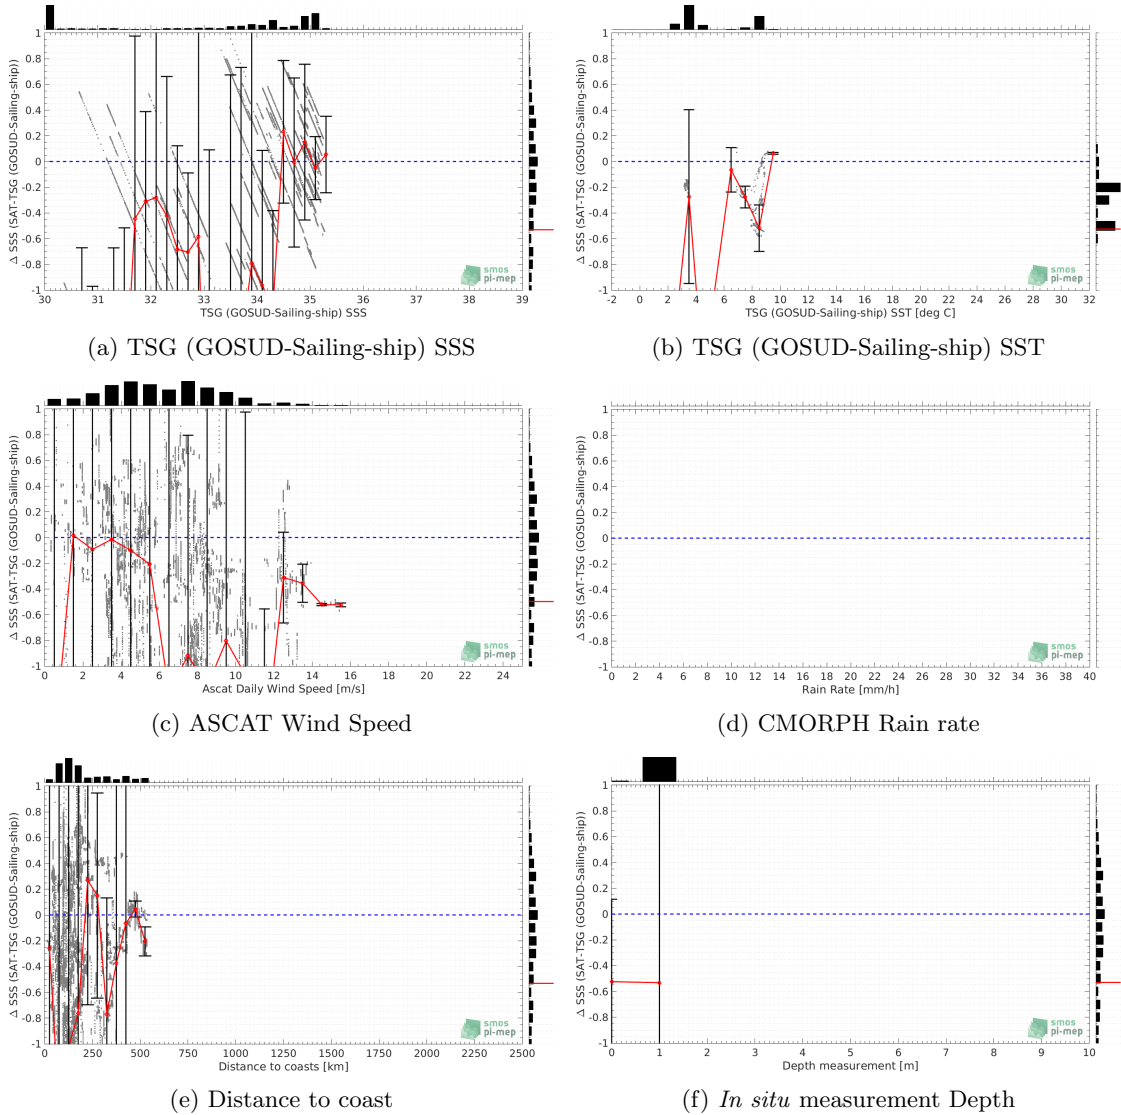 Δ SSS (SAT-TSG (GOSUD-Sailing-ship))
1
0.8
0.6
0.4
0.2
0
-0.2
-0.4
-0.6
-0.8
-1
30 31 32 33 34 35 36 37 38 39
TSG (GOSUD-Sailing-ship) SSS
smos
pi-mep
(a) TSG (GOSUD-Sailing-ship) SSS
Δ SSS (SAT-TSG (GOSUD-Sailing-ship))
1
0.8
0.6
0.4
0.2
0
-0.2
-0.4
-0.6
-0.8
-1
-2 0 2 4 6 8 10 12 14 16 18 20 22 24 26 28 30 32
TSG (GOSUD-Sailing-ship) SST [deg C]
smos
pi-mep
(b) TSG (GOSUD-Sailing-ship) SST
Δ SSS (SAT-TSG (GOSUD-Sailing-ship))
1
0.8
0.6
0.4
0.2
0
-0.2
-0.4
-0.6
-0.8
-1
0 2 4 6 8 10 12 14 16 18 20 22 24
Ascat Daily Wind Speed [m/s]
smos
pi-mep
(c) ASCAT Wind Speed
Δ SSS (SAT-TSG (GOSUD-Sailing-ship))
1
0.8
0.6
0.4
0.2
0
-0.2
-0.4
-0.6
-0.8
-1
0 2 4 6 8 10 12 14 16 18 20 22 24 26 28 30 32 34 36 38 40
Rain Rate [mm/h]
smos
pi-mep
(d) CMORPH Rain rate
Δ SSS (SAT-TSG (GOSUD-Sailing-ship))
1
0.8
0.6
0.4
0.2
0
-0.2
-0.4
-0.6
-0.8
-1
0 250 500 750 1000 1250 1500 1750 2000 2250 2500
Distance to coasts [km]
smos
pi-mep
(e) Distance to coast
Δ SSS (SAT-TSG (GOSUD-Sailing-ship))
1
0.8
0.6
0.4
0.2
0
-0.2
-0.4
-0.6
-0.8
-1
0 1 2 3 4 5 6 7 8 9 10
Depth measurement [m]
smos
pi-mep
(f) In situ measurement Depth